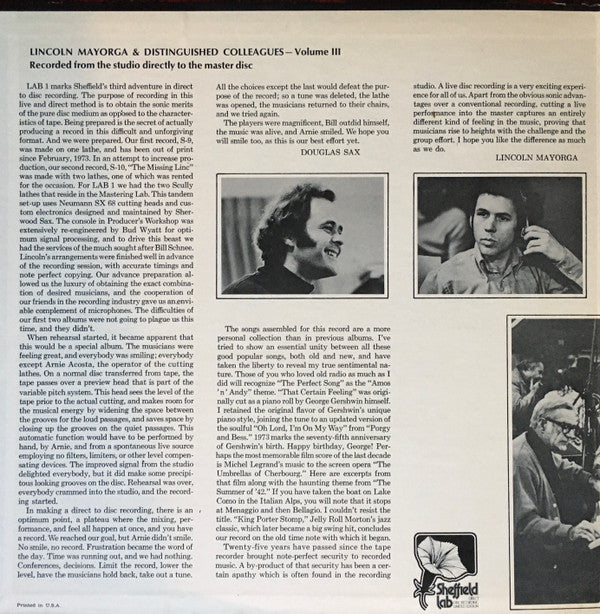 LINCOLN MAYORGA & DISTINGUISHED COLLEAGUES — Volume III
Recorded from the studio directly to the master disc
LAB 1 marks Sheffield's third adventure in direct
to disc recording. The purpose of recording in this
live and direct method is to obtain the sonic merits
of the pure disc medium as opposed to the character-
istics of tape. Being prepared is the secret of actually
producing a record in this difficult and unforgiving
format. And we were prepared. Our first record, S-9,
was made on one lathe, and has been out of print
since February, 1973. In an attempt to increase pro-
duction, our second record, S-10, "The Missing Linc"
was made with two lathes, one of which was rented
for the occasion. For LAB 1 we had the two Scully
lathes that reside in the Mastering Lab. This tandem
set-up uses Neumann SX 68 cutting heads and cus-
tom electronics designed and maintained by Sher-
wood Sax. The console in Producer's Workshop was
extensively re-engineered by Bud Wyatt for opti-
mum signal processing, and to drive this beast we
had the services of the much sought after Bill Schnee.
Lincoln's arrangements were finished well in advance
of the recording session, with accurate timings and
note perfect copying. Our advance preparation al-
lowed us the luxury of obtaining the exact combina-
tion of desired musicians, and the cooperation of
our friends in the recording industry gave us an envi-
able complement of microphones. The difficulties of
our first two albums were not going to plague us this
time, and they didn't.
When rehearsal started, it became apparent that
this would be a special album. The musicians were
feeling great, and everybody was smiling; everybody
except Arnie Acosta, the operator of the cutting
lathes. On a normal disc transferred from tape, the
tape passes over a preview head that is part of the
variable pitch system. This head sees the level of the
tape prior to the actual cutting, and makes room for
the musical energy by widening the space between
the grooves for the loud passages, and saves space by
closing up the grooves on the quiet passages. This
automatic function would have to be performed by
hand, by Arnie, and from a spontaneous live source
employing no filters, limiters, or other level compen-
sating devices. The improved signal from the studio
delighted everybody, but it did make some precipi-
tous looking grooves on the disc. Rehearsal was over,
everybody crammed into the studio, and the record-
ing started.
In making a direct to disc recording, there is an
optimum point, a plateau where the mixing, per-
formance, and feel all happen at once, and you have
a record. We reached our goal, but Arnie didn't smile.
No smile, no record. Frustration became the word of
the day. Time was running out, and we had nothing.
Conferences, decisions. Limit the record, lower the
level, have the musicians hold back, take out a tune.
Printed in U.S.A.
All the choices except the last would defeat the pur-
pose of the record; so a tune was deleted, the lathe
was opened, the musicians returned to their chairs,
and we tried again.
The players were magnificent, Bill outdid himself,
the music was alive, and Arnie smiled. We hope you
will smile too, as this is our best effort yet.
DOUGLAS SAX
The songs assembled for this record are a more
personal collection than in previous albums. I've
tried to show an essential unity between all these
good popular songs, both old and new, and have
taken the liberty to reveal my true sentimental na-
ture. Those of you who loved old radio as much as I
did will recognize "The Perfect Song" as the "Amos
'n' Andy" theme. "That Certain Feeling" was orig-
inally cut as a piano roll by George Gershwin himself.
I retained the original flavor of Gershwin's unique
piano style, joining the tune to an updated version of
the soulful "Oh Lord, I'm On My Way" from "Porgy
and Bess." 1973 marks the seventy-fifth anniversary
of Gershwin's birth. Happy birthday, George! Per-
haps the most memorable film score of the last decade
is Michel Legrand's music to the screen opera "The
Umbrellas of Cherbourg." Here are excerpts from
that film along with the haunting theme from "The
Summer of '42." If you have taken the boat on Lake
Como in the Italian Alps, you will note that it stops
at Menaggio and then Bellagio. I couldn't resist the
title. "King Porter Stomp," Jelly Roll Morton's jazz
classic, which later became a big swing hit, concludes
our record on the old time note with which it began.
Twenty-five years have passed since the tape
recorder brought note-perfect security to recorded
music. A by-product of that security has been a cer-
tain apathy which is often found in the recording
studio. A live disc recording is a very exciting experi-
ence for all of us. Apart from the obvious sonic advan-
tages over a conventional recording, cutting a live
performance into the master captures an entirely
different kind of feeling in the music, proving that
musicians rise to heights with the challenge and the
group effort. I hope you like the difference as much
as we do.
LINCOLN MAYORGA
Sheffield
Lab